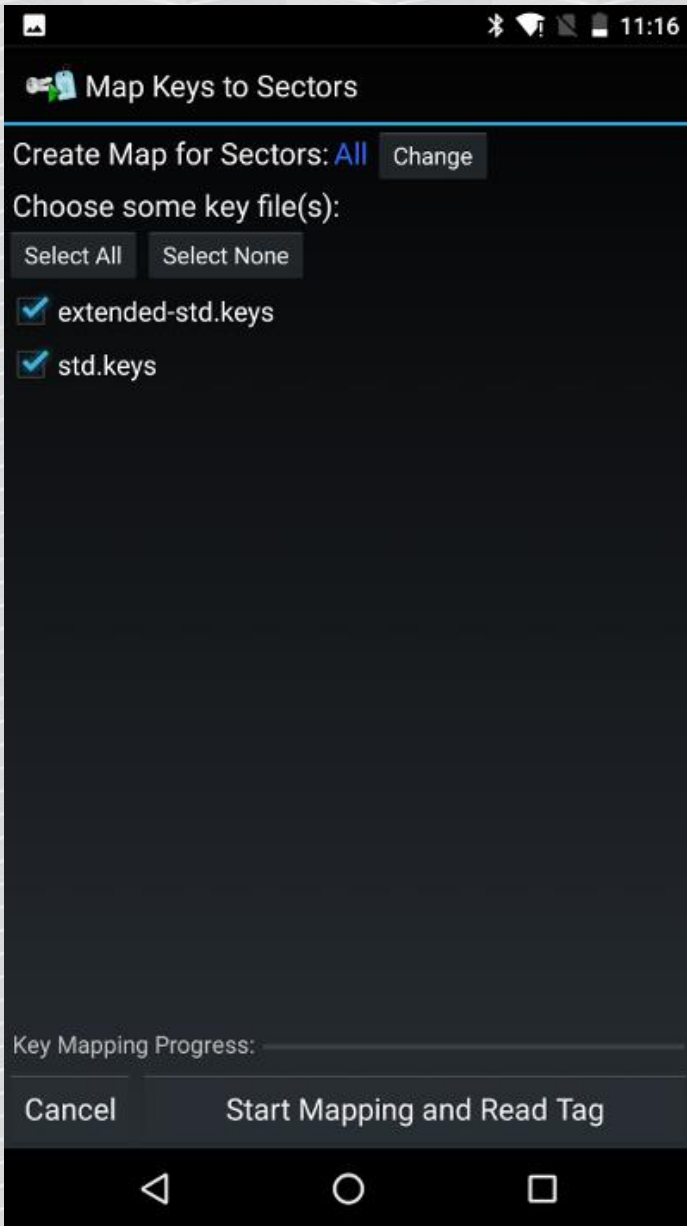 11:16
Map Keys to Sectors
Create Map for Sectors: All Change
Choose some key file(s):
Select All Select None
extended-std.keys
std.keys
Key Mapping Progress:
Cancel Start Mapping and Read Tag